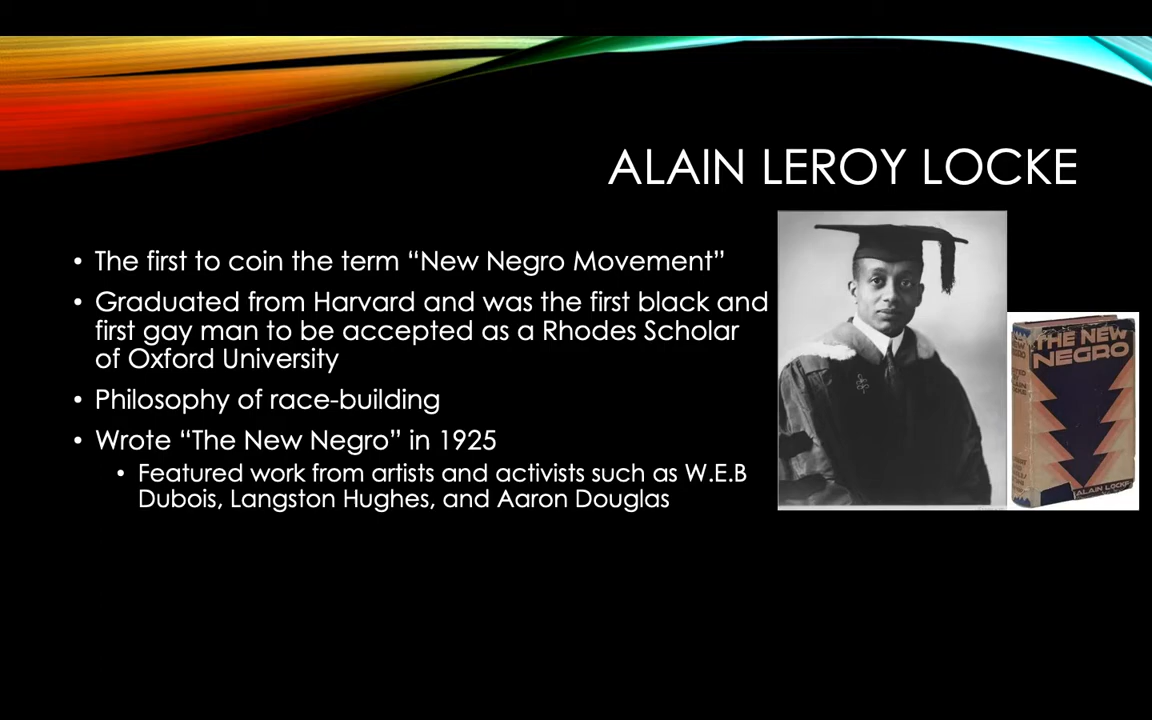 ALAIN LEROY LOCKE
• The first to coin the term “New Negro Movement”
• Graduated from Harvard and was the first black and
first gay man to be accepted as a Rhodes Scholar
of Oxford University
• Philosophy of race-building
• Wrote “The New Negro” in 1925
• Featured work from artists and activists such as W.E.B
Dubois, Langston Hughes, and Aaron Douglas
THE NEW
NEGRO
ALAIN LOCKE